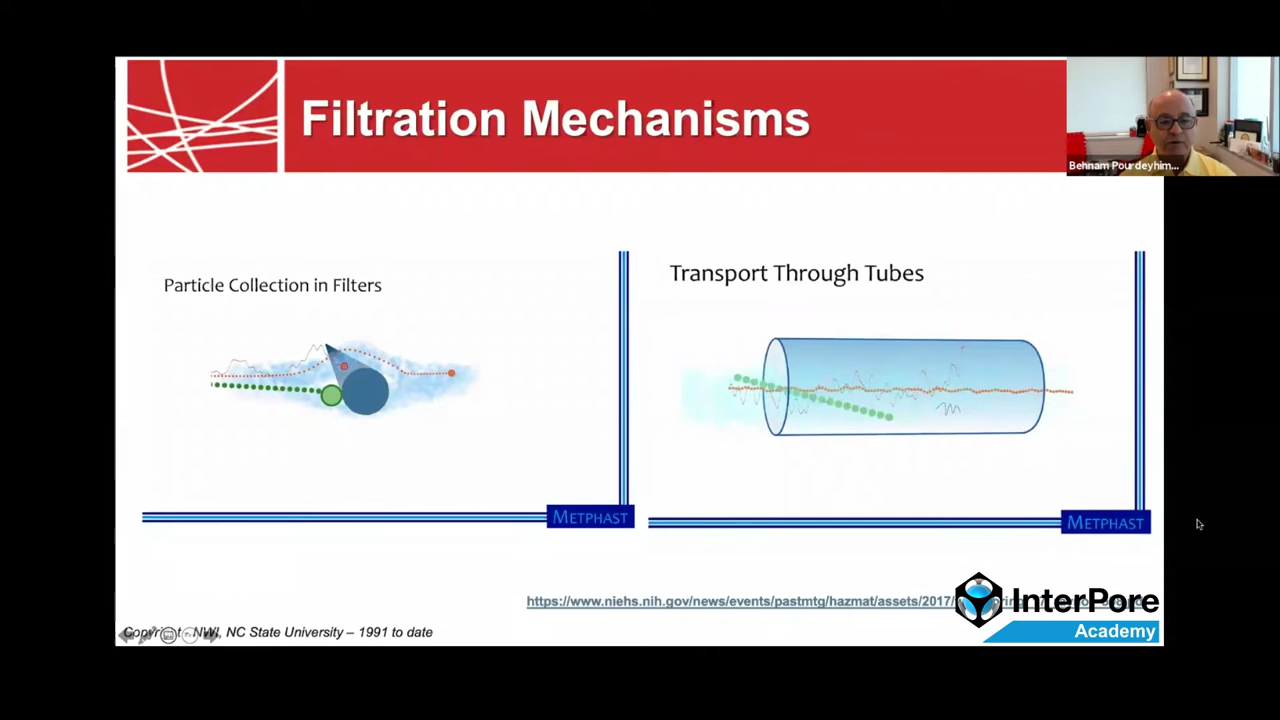 Filtration Mechanisms
Behnam Pourdeyhim...
Particle Collection in Filters
Transport Through Tubes
METPHAST
METPHAST
https://www.niehs.nih.gov/news/events/pastmtg/hazmat/assets/2017/
InterPore
Academy
NWI, NC State University – 1991 to date